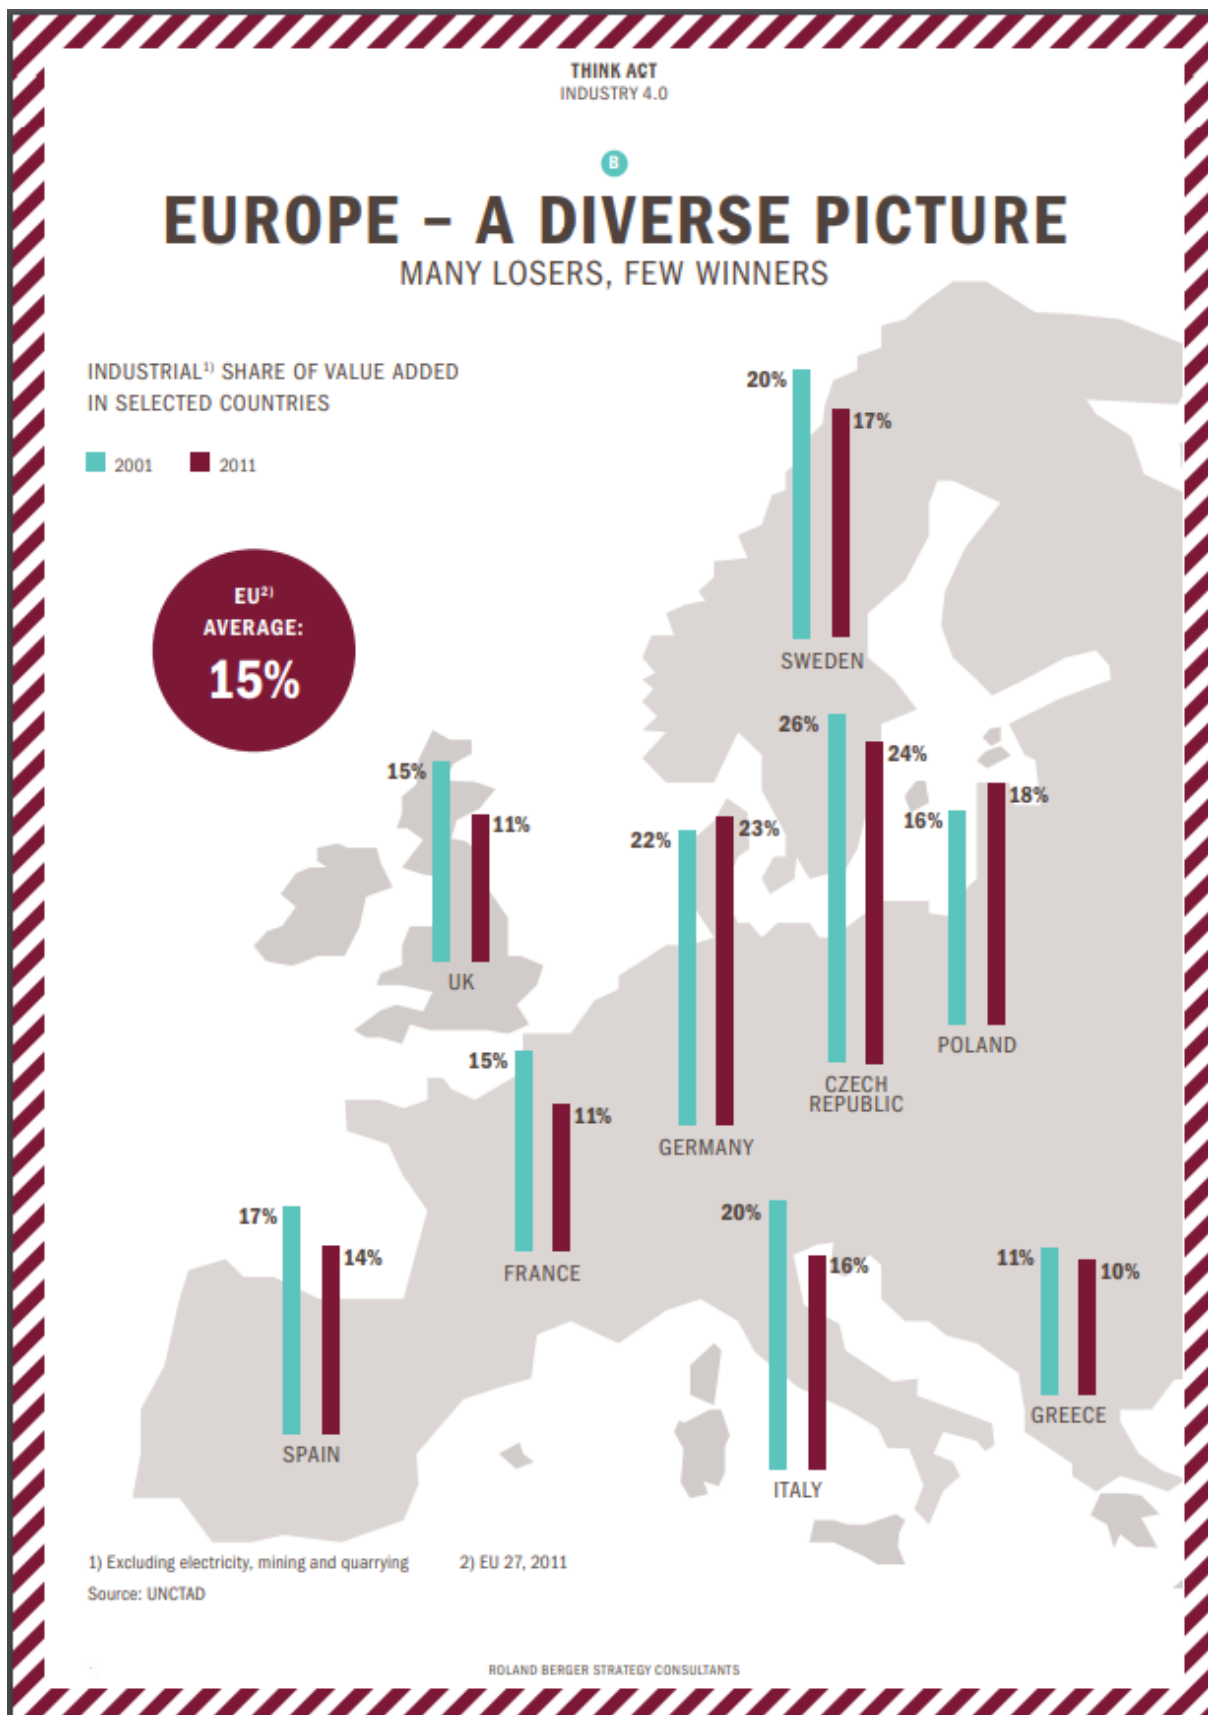 THINK ACT
INDUSTRY 4.0
B
EUROPE – A DIVERSE PICTURE
MANY LOSERS, FEW WINNERS
INDUSTRIAL1) SHARE OF VALUE ADDED
IN SELECTED COUNTRIES
2001 2011
EU2)
AVERAGE:
15%
20%
17%
SWEDEN
26%
24%
CZECH
REPUBLIC
16%
18%
POLAND
15%
11%
UK
22%
23%
GERMANY
15%
11%
FRANCE
17%
14%
SPAIN
20%
16%
ITALY
11%
10%
GREECE
1) Excluding electricity, mining and quarrying 2) EU 27, 2011
Source: UNCTAD
ROLAND BERGER STRATEGY CONSULTANTS